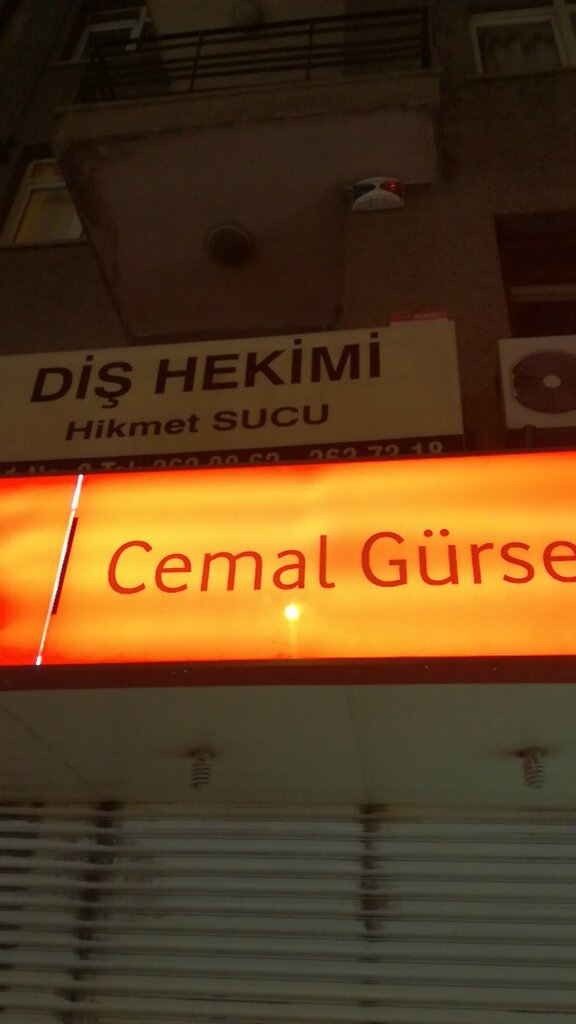 DİŞ HEKİMİ
Hikmet SUCU
Cemal Gürse